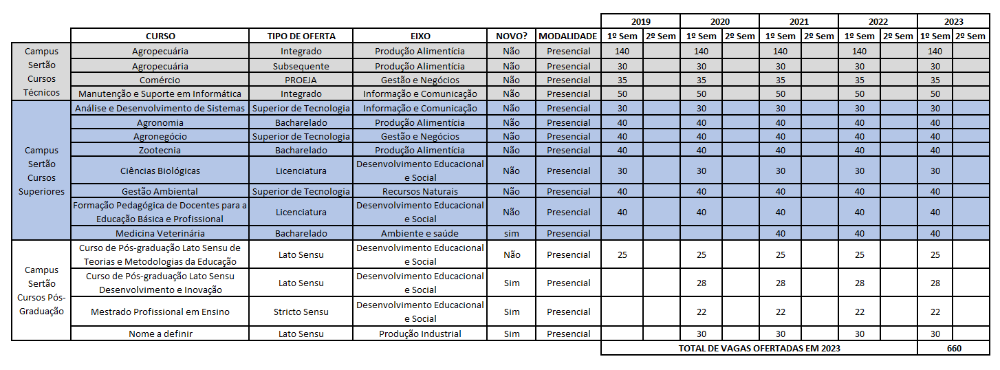 2019 2020 2021 2022 2023
CURSO TIPO DE OFERTA EIXO NOVO? MODALIDADE 1º Sem 2º Sem 1º Sem 2º Sem 1º Sem 2º Sem 1º Sem 2º Sem 1º Sem 2º Sem
Campus
Sertão
Cursos
Técnicos
Agropecuária Integrado Produção Alimentícia Não Presencial 140 140 140 140 140
Agropecuária Subsequente Produção Alimentícia Não Presencial 30 30 30 30 30
Comércio PROEJA Gestão e Negócios Não Presencial 35 35 35 35 35
Manutenção e Suporte em Informática Integrado Informação e Comunicação Não Presencial 50 50 50 50 50
Campus
Sertão
Cursos
Superiores
Análise e Desenvolvimento de Sistemas Superior de Tecnologia Informação e Comunicação Não Presencial 30 30 30 30 30
Agronomia Bacharelado Produção Alimentícia Não Presencial 40 40 40 40 40
Agronegócio Superior de Tecnologia Gestão e Negócios Não Presencial 40 40 40 40 40
Zootecnia Bacharelado Produção Alimentícia Não Presencial 40 40 40 40 40
Ciências Biológicas Licenciatura Desenvolvimento Educacional
e Social Não Presencial 30 30 30 30 30
Gestão Ambiental Superior de Tecnologia Recursos Naturais Não Presencial 40 40 40 40 40
Formação Pedagógica de Docentes para a
Educação Básica e Profissional Licenciatura Desenvolvimento Educacional
e Social Não Presencial 40 40 40 40 40
Medicina Veterinária Bacharelado Ambiente e saúde sim Presencial 40 40 40
Campus
Sertão
Cursos Pós-
Graduação
Curso de Pós-graduação Lato Sensu de
Teorias e Metodologias da Educação Lato Sensu Desenvolvimento Educacional
e Social Não Presencial 25 25 25 25 25
Curso de Pós-graduação Lato Sensu
Desenvolvimento e Inovação Lato Sensu Desenvolvimento Educacional
e Social Sim Presencial 28 28 28 28
Mestrado Profissional em Ensino Stricto Sensu Desenvolvimento Educacional
e Social Sim Presencial 22 22 22 22
Nome a definir Lato Sensu Produção Industrial Sim Presencial 30 30 30 30
TOTAL DE VAGAS OFERTADAS EM 2023 660